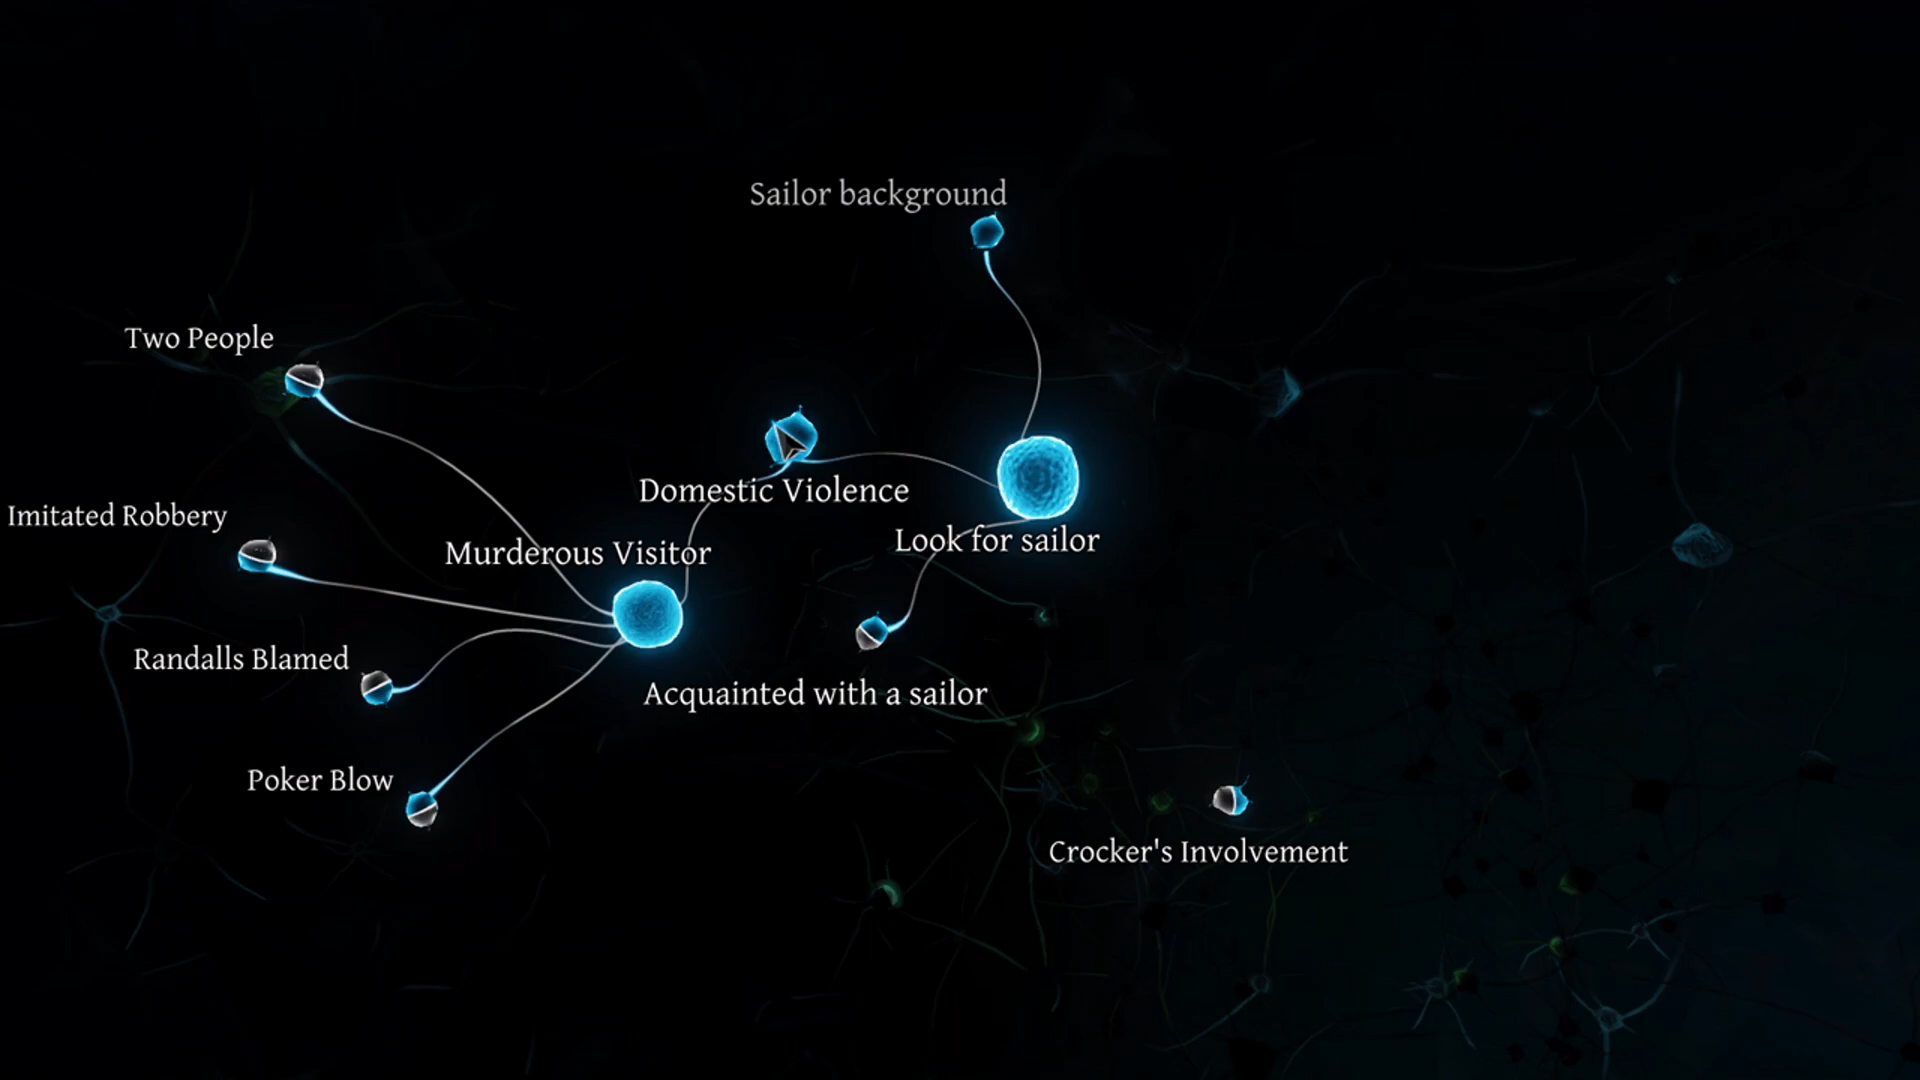 Sailor background
Two People
Domestic Violence
Imitated Robbery
Look for sailor
Murderous Visitor
Randalls Blamed
Acquainted with a sailor
Poker Blow
Crocker's Involvement